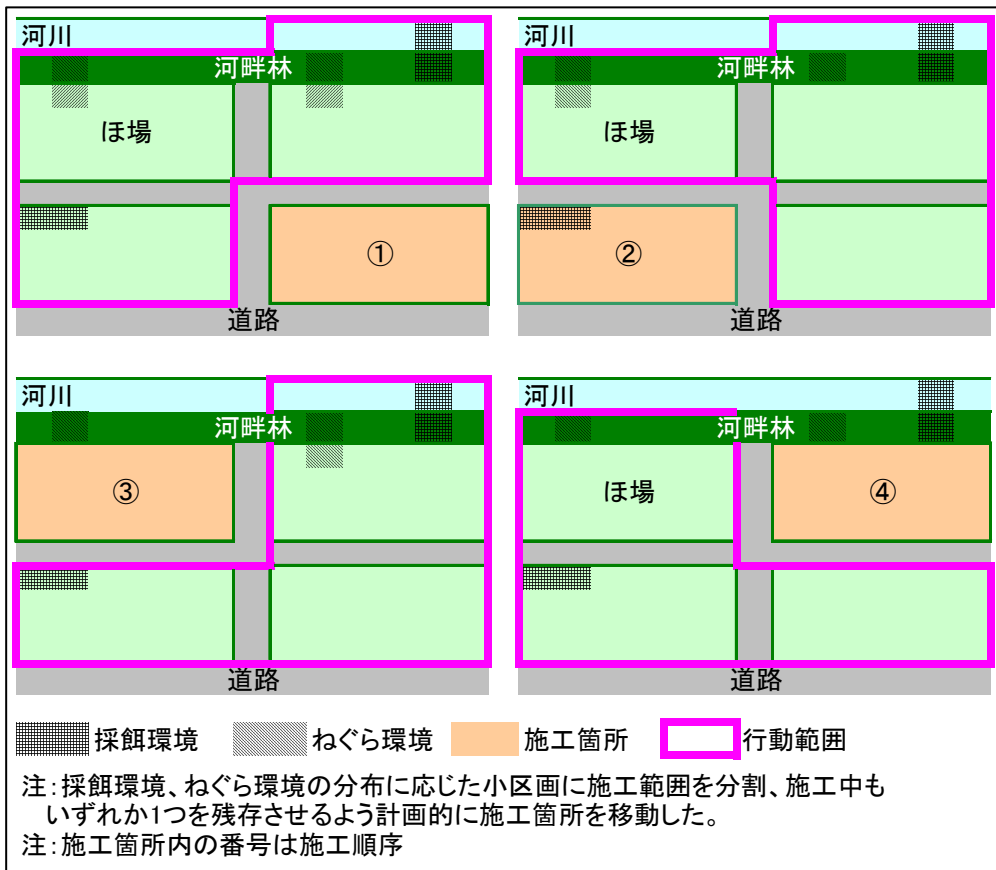 河川
河畔林
ほ場
①
道路
河川
河畔林
ほ場
②
道路
河川
河畔林
③
道路
河川
河畔林
ほ場
④
道路
採餌環境 ねぐら環境 施工箇所 行動範囲
注:採餌環境、ねぐら環境の分布に応じた小区画に施工範囲を分割、施工中も
いずれか1つを残存させるよう計画的に施工箇所を移動した。
注:施工箇所内の番号は施工順序